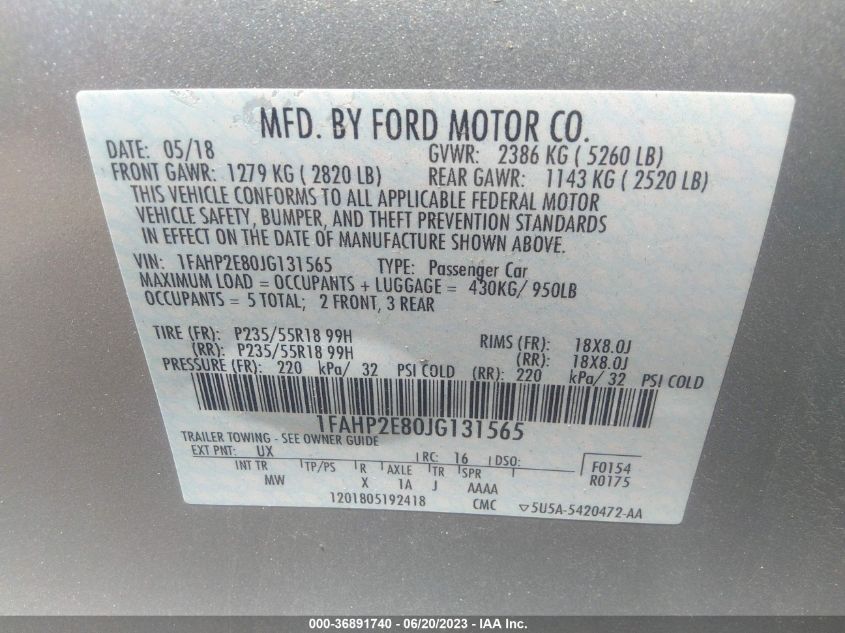 MFD. BY FORD MOTOR CO.
DATE: 05/18 GVWR: 2386 KG ( 5260 LB)
FRONT GAWR: 1279 KG ( 2820 LB) REAR GAWR: 1143 KG ( 2520 LB)
THIS VEHICLE CONFORMS TO ALL APPLICABLE FEDERAL MOTOR
VEHICLE SAFETY, BUMPER, AND THEFT PREVENTION STANDARDS
IN EFFECT ON THE DATE OF MANUFACTURE SHOWN ABOVE.
VIN: 1FAHP2E80JG131565 TYPE: Passenger Car
MAXIMUM LOAD = OCCUPANTS + LUGGAGE = 430KG/ 950LB
OCCUPANTS = 5 TOTAL; 2 FRONT, 3 REAR
TIRE (FR): P235/55R18 99H RIMS (FR): 18X8.0J
(RR): P235/55R18 99H (RR): 18X8.0J
PRESSURE (FR): 220 kPa/ 32 PSI COLD (RR): 220 kPa/ 32 PSI COLD
1FAHP2E80JG131565
TRAILER TOWING - SEE OWNER GUIDE
EXT PNT: UX RC: 16 DSO: F0154
INT TR TP/PS R AXLE TR SPR R0175
MW X 1A J AAAA
1201805192418 CMC ▽5U5A-5420472-AA
000-36891740 - 06/20/2023 - IAA Inc.